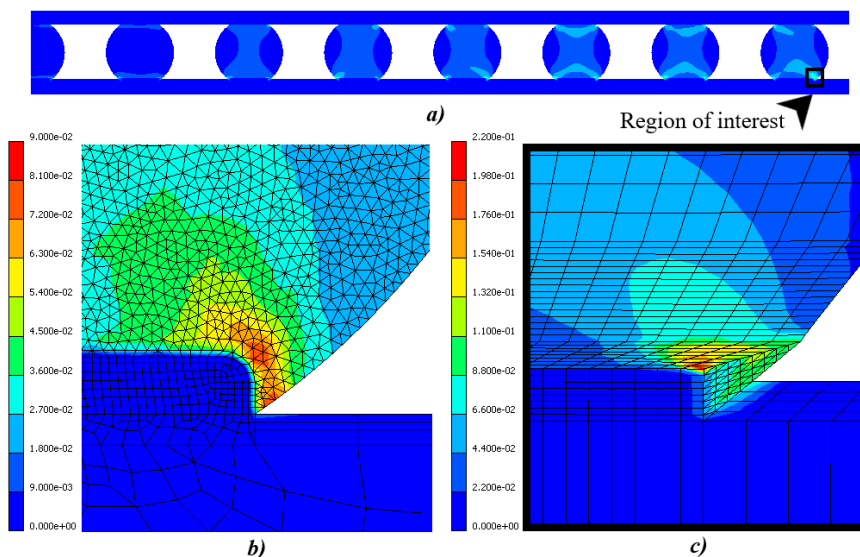 a)
Region of interest
9.000e-02
8.100e-02
7.200e-02
6.300e-02
5.400e-02
4.500e-02
3.600e-02
2.700e-02
1.800e-02
9.000e-03
0.000e+00
b)
2.200e-01
1.980e-01
1.760e-01
1.540e-01
1.320e-01
1.100e-01
8.800e-02
6.600e-02
4.400e-02
2.200e-02
0.000e+00
c)